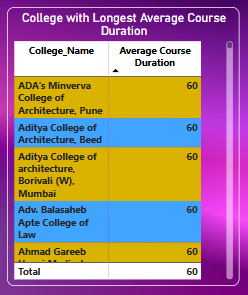 College with Longest Average Course
Duration
College_Name Average Course
Duration
ADA's Minverva 60
College of
Architecture, Pune
Aditya College of 60
Architecture, Beed
Aditya College of 60
architecture,
Borivali (W),
Mumbai
Adv. Balasaheb 60
Apte College of
Law
Ahmad Gareeb 60
Total 60